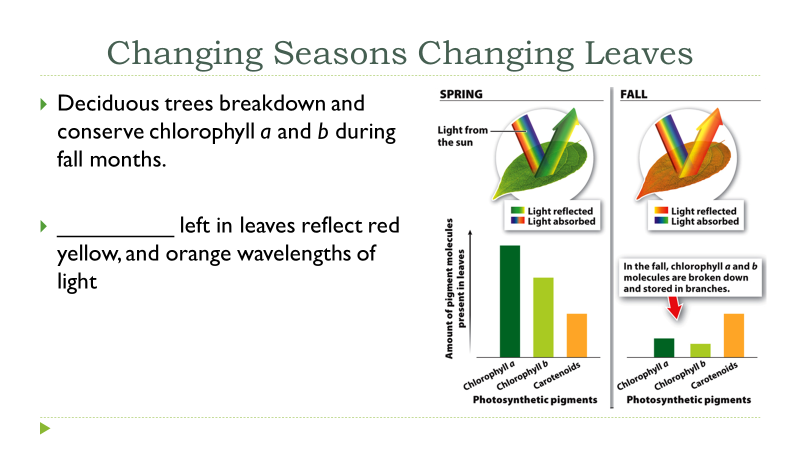 Changing Seasons Changing Leaves
Deciduous trees breakdown and
conserve chlorophyll a and b during
fall months.
__________ left in leaves reflect red
yellow, and orange wavelengths of
light
SPRING
Light from
the sun
Light reflected
Light absorbed
Amount of pigment molecules
present in leaves
Chlorophyll a
Chlorophyll b
Carotenoids
Photosynthetic pigments
FALL
Light reflected
Light absorbed
In the fall, chlorophyll a and b
molecules are broken down
and stored in branches.
Chlorophyll a
Chlorophyll b
Carotenoids
Photosynthetic pigments